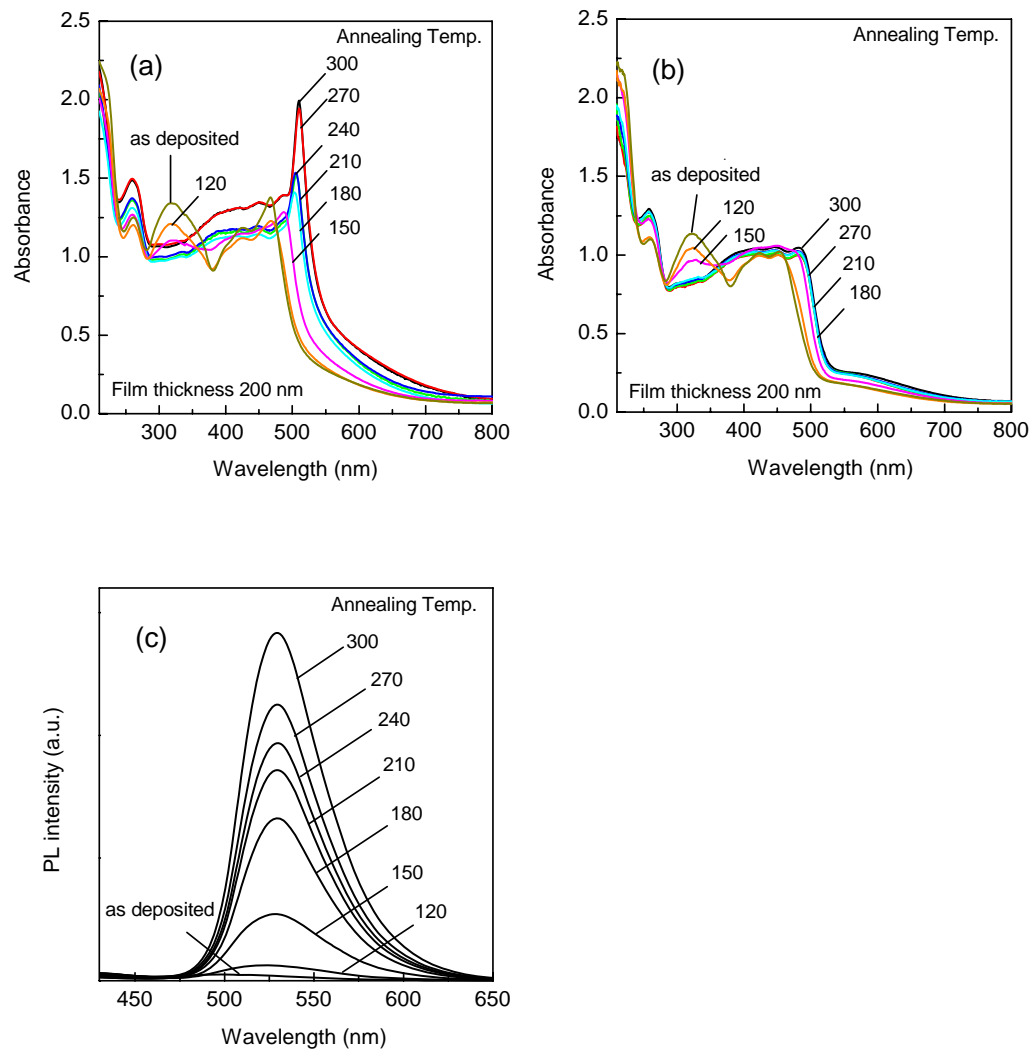 (a)
Annealing Temp.
300
270
240
210
180
150
as deposited
120
2.5
2.0
1.5
1.0
0.5
0.0
Absorbance
Film thickness 200 nm
300 400 500 600 700 800
Wavelength (nm)
(b)
Annealing Temp.
as deposited
120
150
300
270
210
180
2.5
2.0
1.5
1.0
0.5
0.0
Absorbance
Film thickness 200 nm
300 400 500 600 700 800
Wavelength (nm)
(c)
Annealing Temp.
300
270
240
210
180
150
120
as deposited
PL intensity (a.u.)
450 500 550 600 650
Wavelength (nm)